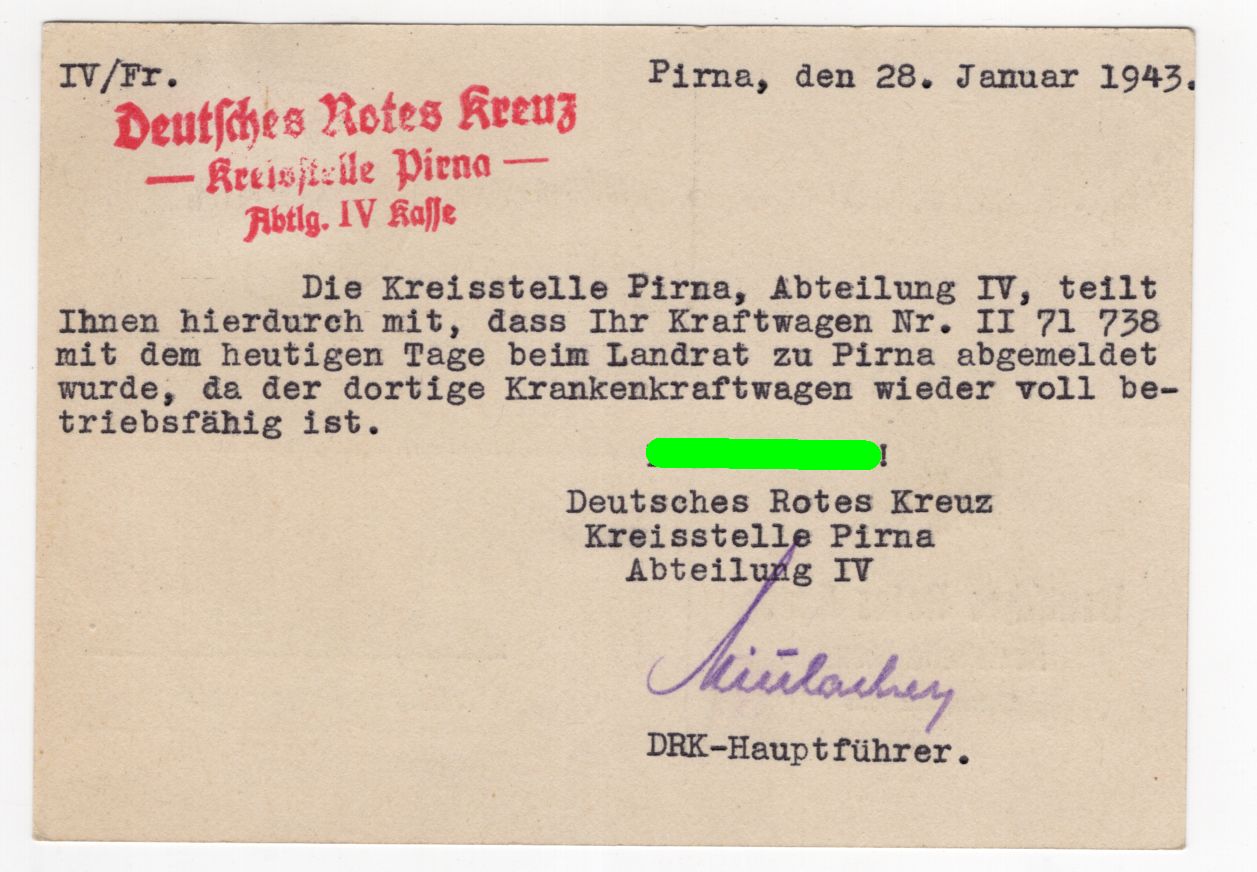 IV/Fr.
Pirna, den 28. Januar 1943.
Deutsches Rotes Kreuz
— Kreisstelle Pirna —
Abtlg. IV Kasse
Die Kreisstelle Pirna, Abteilung IV, teilt
Ihnen hierdurch mit, dass Ihr Kraftwagen Nr. II 71 738
mit dem heutigen Tage beim Landrat zu Pirna abgemeldet
wurde, da der dortige Krankenkraftwagen wieder voll be-
triebsfähig ist.
!
Deutsches Rotes Kreuz
Kreisstelle Pirna
Abteilung IV
DRK-Hauptführer.